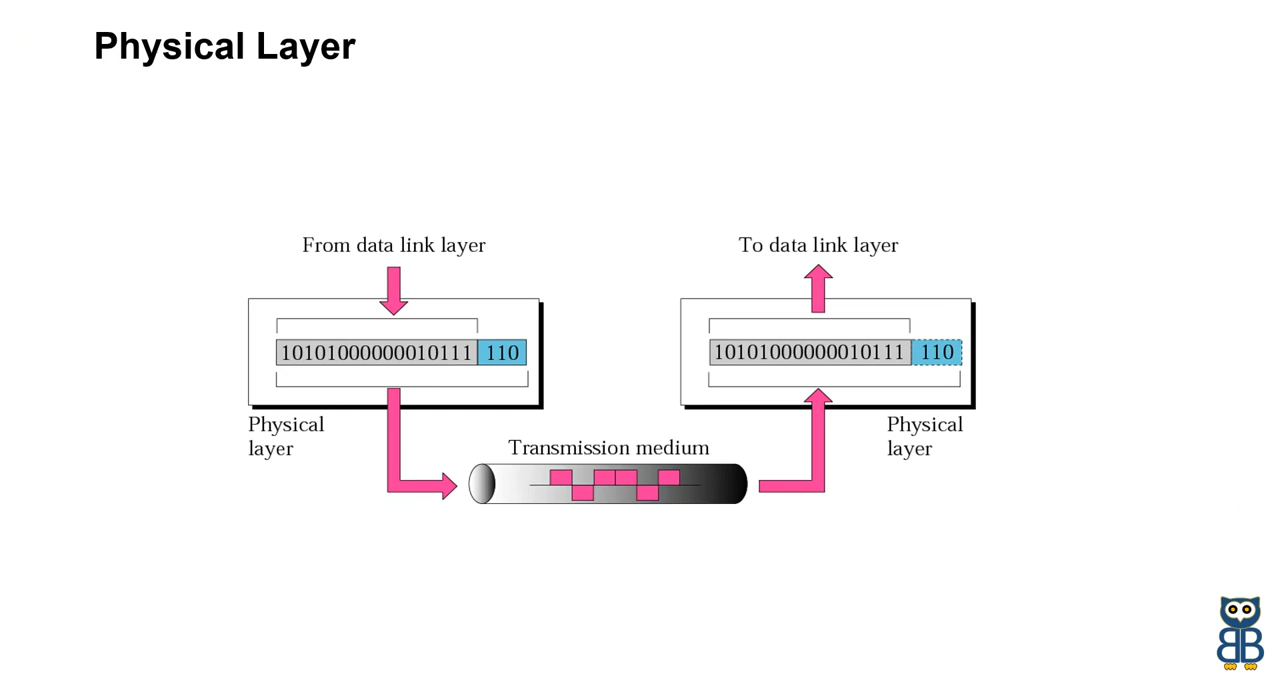 Physical Layer
From data link layer
To data link layer
10101000000010111 110
10101000000010111 110
Physical
layer
Transmission medium
Physical
layer
BB